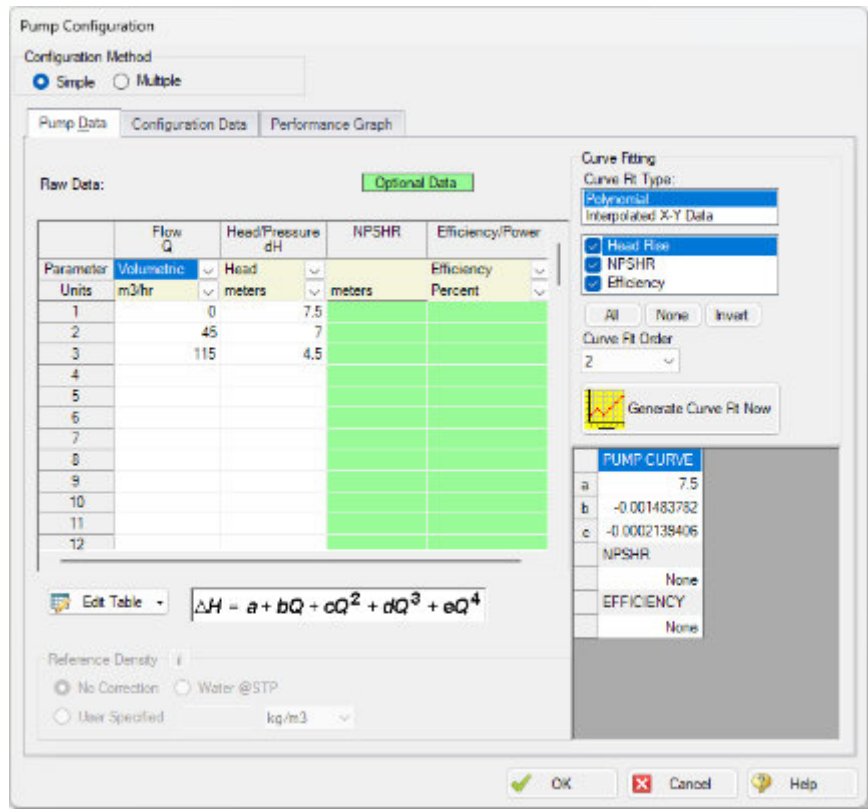 Pump Configuration
Configuration Method
Simple Multiple
Pump Data Configuration Data Performance Graph
Raw Data: Optional Data
Flow Q Head/Pressure dH NPSHR Efficiency/Power
Parameter Volumetric Head Efficiency
Units m3/hr meters meters Percent
1 0 7.5
2 45 7
3 115 4.5
4
5
6
7
8
9
10
11
12
Edit Table
ΔH = a + bQ + cQ² + dQ³ + eQ⁴
Reference Density i
No Correction Water @STP
User Specified kg/m3
Curve Fitting
Curve Fit Type:
Polynomial
Interpolated X-Y Data
Head Rise
NPSHR
Efficiency
All None Invert
Curve Fit Order
2
Generate Curve Fit Now
PUMP CURVE
a 7.5
b -0.001483782
c -0.0002139406
NPSHR
None
EFFICIENCY
None
OK Cancel Help